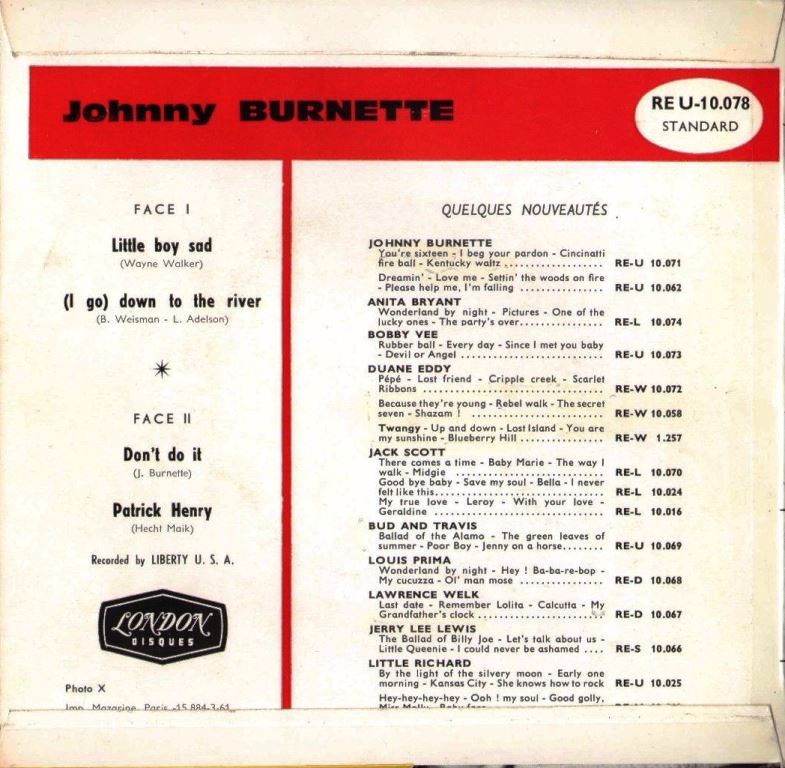 Johnny BURNETTE
RE U-10.078
STANDARD
FACE I
Little boy sad
(Wayne Walker)
(I go) down to the river
(B. Weisman - L. Adelson)
FACE II
Don't do it
(J. Burnette)
Patrick Henry
(Hecht Maik)
Recorded by LIBERTY U. S. A.
LONDON
DISQUES
Photo X
Imp. Mazarine Paris -15.884-3-61
QUELQUES NOUVEAUTÉS
JOHNNY BURNETTE
You're sixteen - I beg your pardon - Cincinatti
fire ball - Kentucky waltz .................. RE-U 10.071
Dreamin' - Love me - Settin' the woods on fire
- Please help me, I'm falling ................ RE-U 10.062
ANITA BRYANT
Wonderland by night - Pictures - One of the
lucky ones - The party's over................ RE-L 10.074
BOBBY VEE
Rubber ball - Every day - Since I met you baby
- Devil or Angel .......................... RE-U 10.073
DUANE EDDY
Pépé - Lost friend - Cripple creek - Scarlet
Ribbons ................................. RE-W 10.072
Because they're young - Rebel walk - The secret
seven - Shazam ! ........................ RE-W 10.058
Twangy - Up and down - Lost Island - You are
my sunshine - Blueberry Hill ............... RE-W 1.257
JACK SCOTT
There comes a time - Baby Marie - The way I
walk - Midgie ........................... RE-L 10.070
Good bye baby - Save my soul - Bella - I never
felt like this............................... RE-L 10.024
My true love - Leroy - With your love -
Geraldine ............................... RE-L 10.016
BUD AND TRAVIS
Ballad of the Alamo - The green leaves of
summer - Poor Boy - Jenny on a horse........ RE-U 10.069
LOUIS PRIMA
Wonderland by night - Hey ! Ba-ba-re-bop -
My cucuzza - Ol' man mose ............... RE-D 10.068
LAWRENCE WELK
Last date - Remember Lolita - Calcutta - My
Grandfather's clock ....................... RE-D 10.067
JERRY LEE LEWIS
The Ballad of Billy Joe - Let's talk about us -
Little Queenie - I could never be ashamed .... RE-S 10.066
LITTLE RICHARD
By the light of the silvery moon - Early one
morning - Kansas City - She knows how to rock RE-U 10.025
Hey-hey-hey-hey - Ooh ! my soul - Good golly,
Miss Molly - Baby face